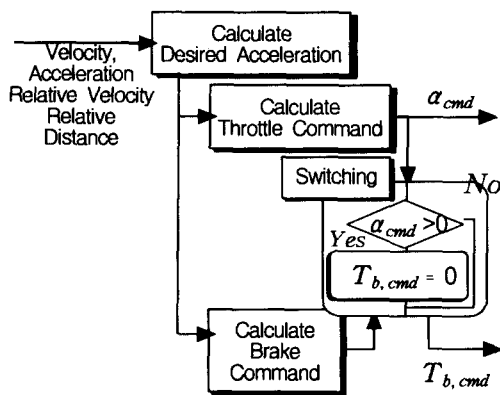 Calculate
Desired Acceleration
Velocity,
Acceleration
Relative Velocity
Relative
Distance
Calculate
Throttle Command
α_cmd
Switching
No
α_cmd >0
Yes
T_b,cmd = 0
Calculate
Brake
Command
T_b,cmd